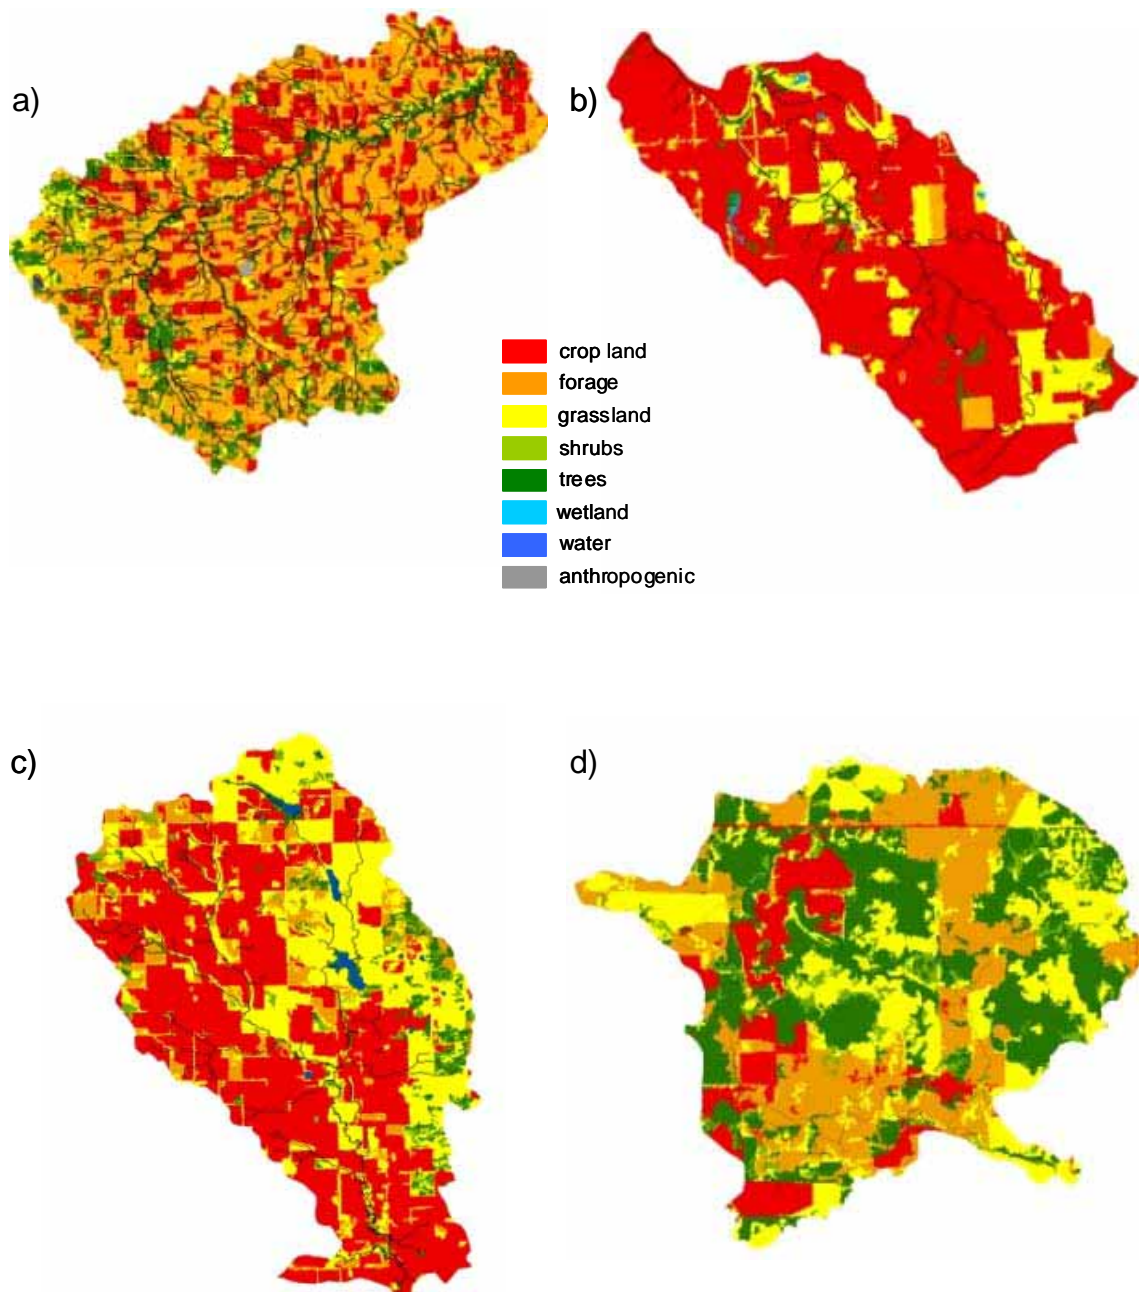 a)
b)
crop land
forage
grassland
shrubs
trees
wetland
water
anthropogenic
c)
d)